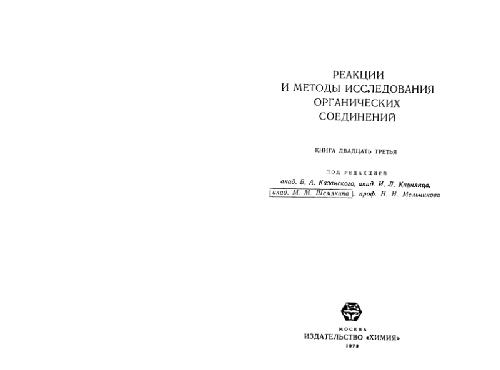 РЕАКЦИИ
И МЕТОДЫ ИССЛЕДОВАНИЯ
ОРГАНИЧЕСКИХ
СОЕДИНЕНИЙ
КНИГА ДВАДЦАТЬ ТРЕТЬЯ
ПОД РЕДАКЦИЕЙ
акад. Б. А. Казанского, акад. И. Л. Кнунянца,
акад. М. М. Шемякина, проф. Н. Н. Мельникова
МОСКВА
ИЗДАТЕЛЬСТВО «ХИМИЯ»
1973